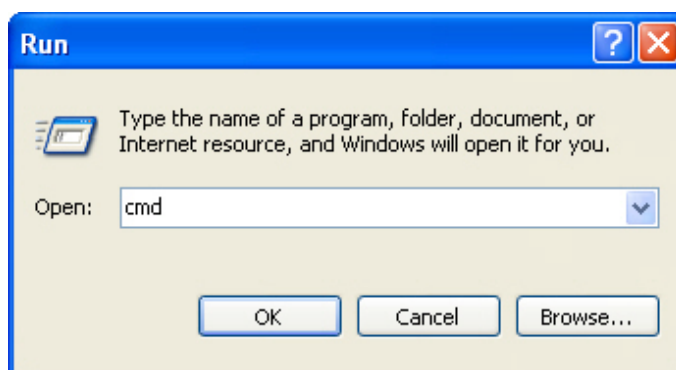 Run
Type the name of a program, folder, document, or
Internet resource, and Windows will open it for you.
Open: cmd
OK Cancel Browse...